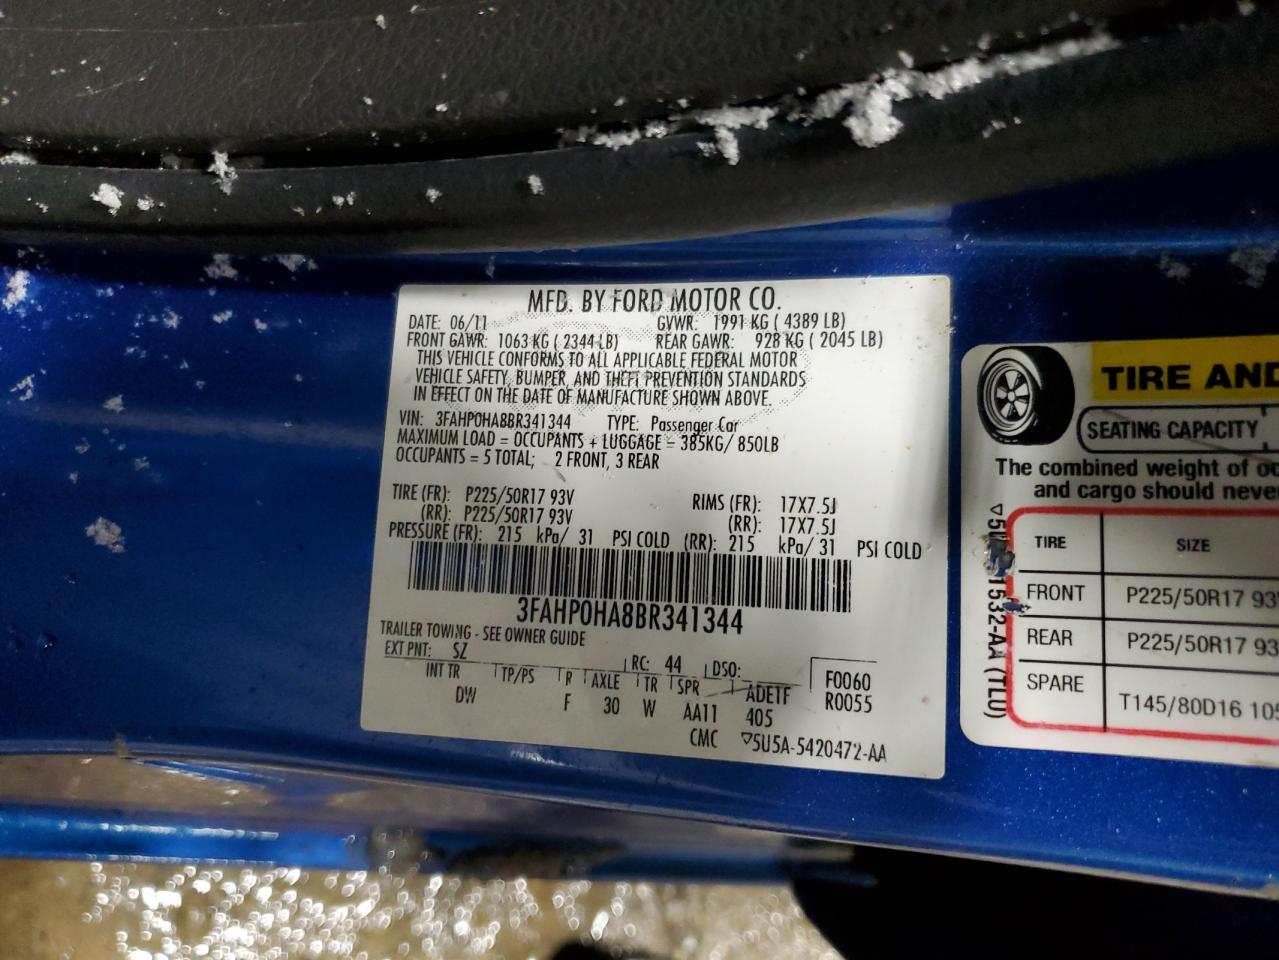 MFD. BY FORD MOTOR CO.
DATE: 06/11 GVWR: 1991 KG ( 4389 LB)
FRONT GAWR: 1063 KG ( 2344 LB) REAR GAWR: 928 KG ( 2045 LB)
THIS VEHICLE CONFORMS TO ALL APPLICABLE FEDERAL MOTOR
VEHICLE SAFETY, BUMPER, AND THEFT PREVENTION STANDARDS
IN EFFECT ON THE DATE OF MANUFACTURE SHOWN ABOVE.
VIN: 3FAHP0HA8BR341344 TYPE: Passenger Car
MAXIMUM LOAD = OCCUPANTS + LUGGAGE = 385KG/ 850LB
OCCUPANTS = 5 TOTAL; 2 FRONT, 3 REAR
TIRE (FR): P225/50R17 93V RIMS (FR): 17X7.5J
(RR): P225/50R17 93V (RR): 17X7.5J
PRESSURE (FR): 215 kPa/ 31 PSI COLD (RR): 215 kPa/ 31 PSI COLD
3FAHP0HA8BR341344
TRAILER TOWING - SEE OWNER GUIDE
EXT PNT: SZ RC: 44 DSO: F0060
INT TR TP/PS R AXLE TR SPR ADETF R0055
DW F 30 W AA11 405
CMC ▽5U5A-5420472-AA
TIRE AND
SEATING CAPACITY
The combined weight of oc
and cargo should neve
TIRE SIZE
FRONT P225/50R17 93
REAR P225/50R17 93
SPARE T145/80D16 105
1532-AA (TL0)